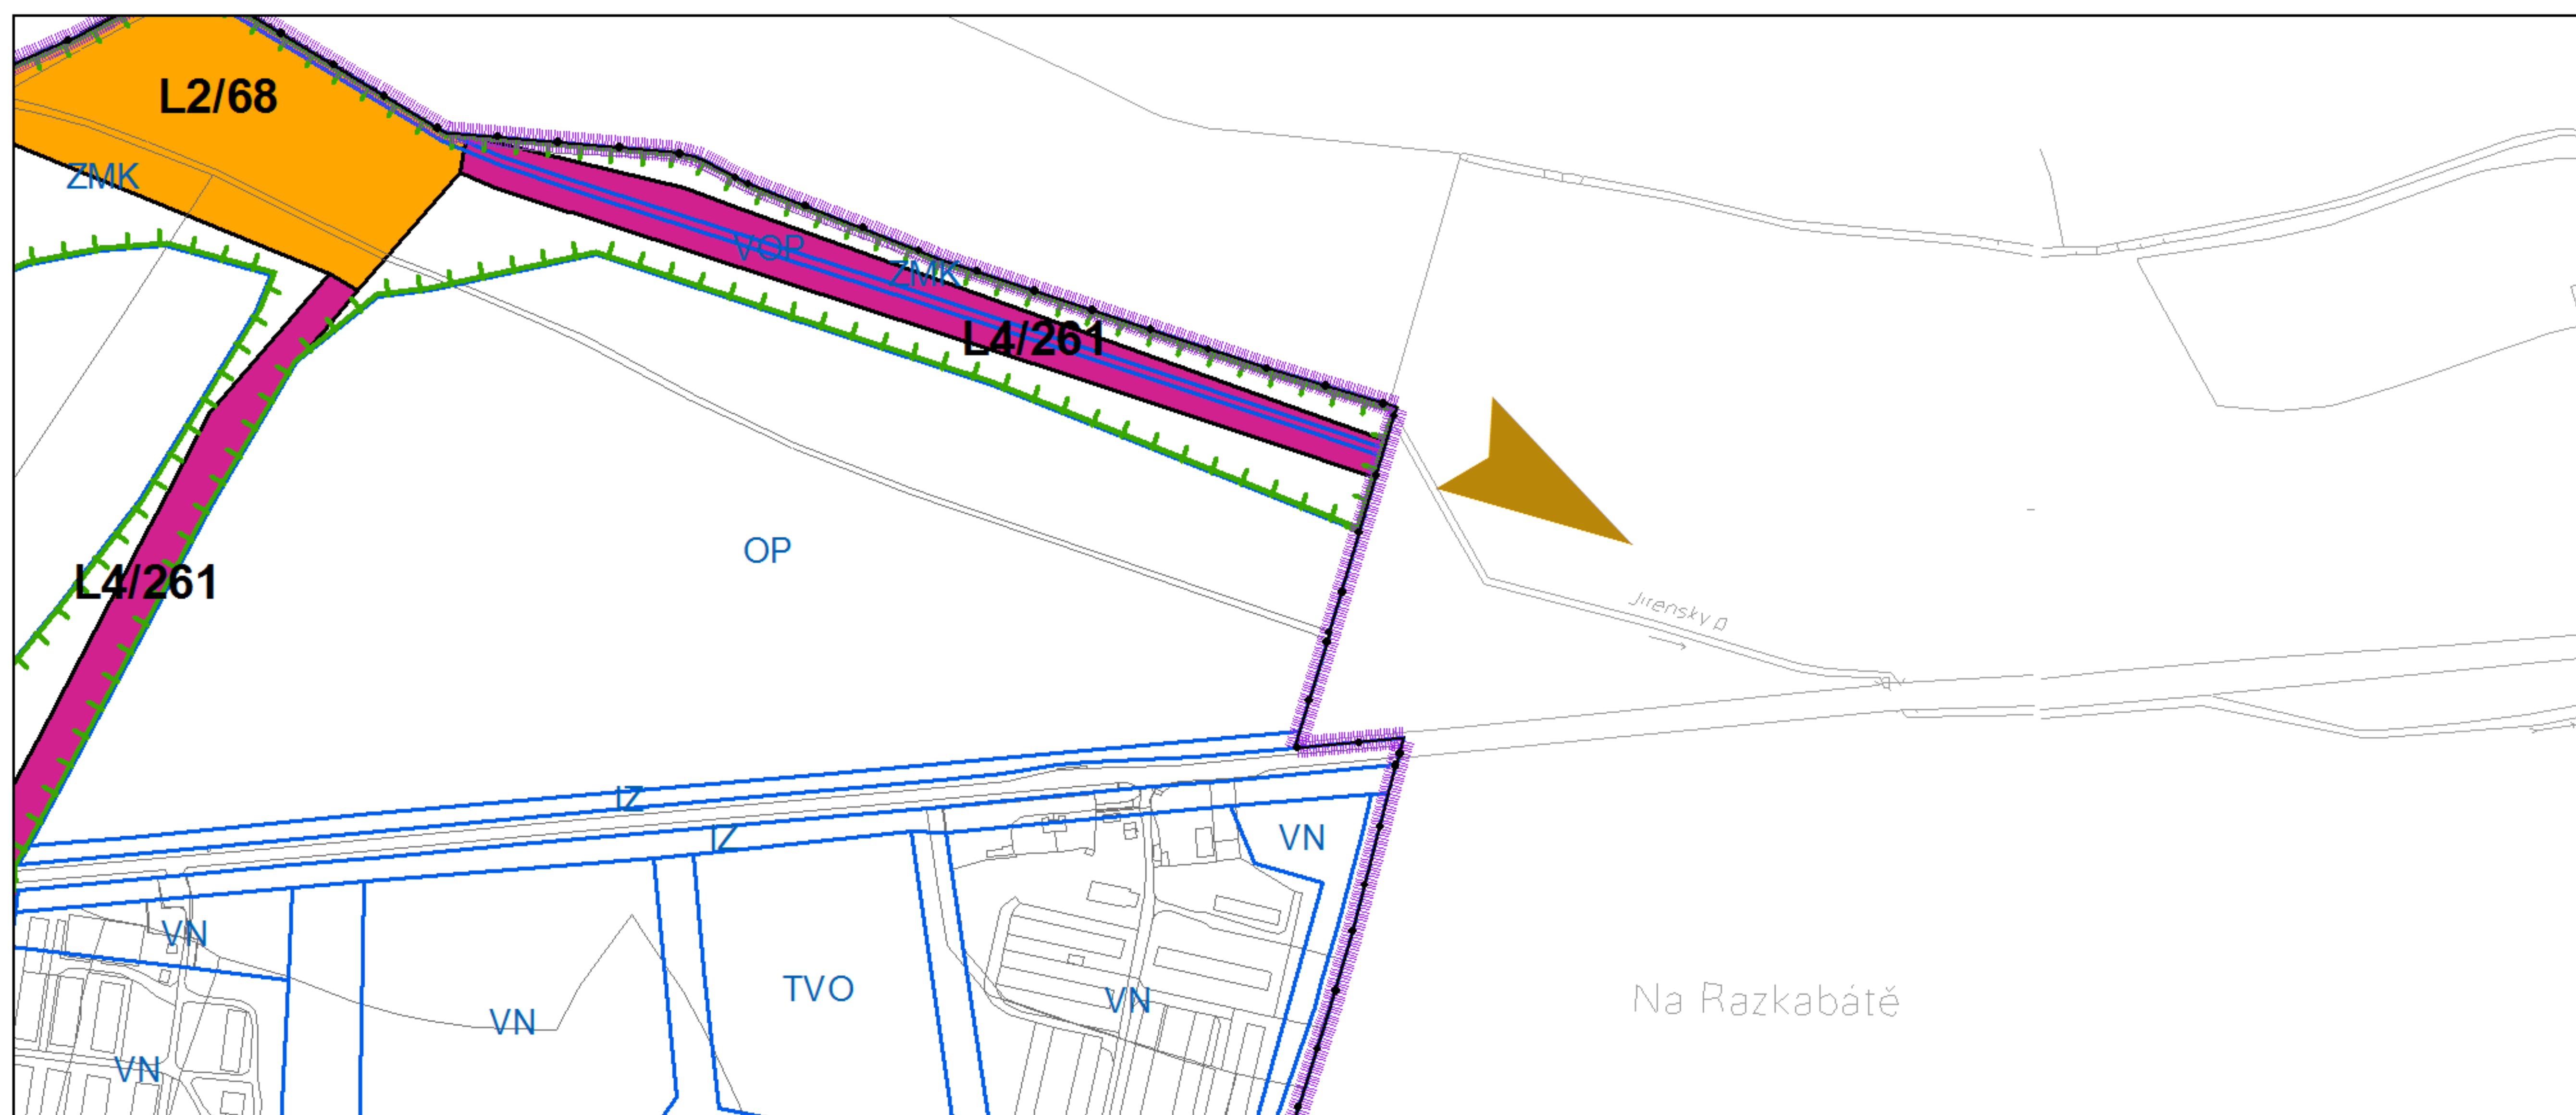 L2/68
ZMK
VOP
ZMK
L4/261
OP
L4/261
Jirenský p
IZ
IZ
VN
VN
TVO
VN
VN
Na Razkabátě
VN